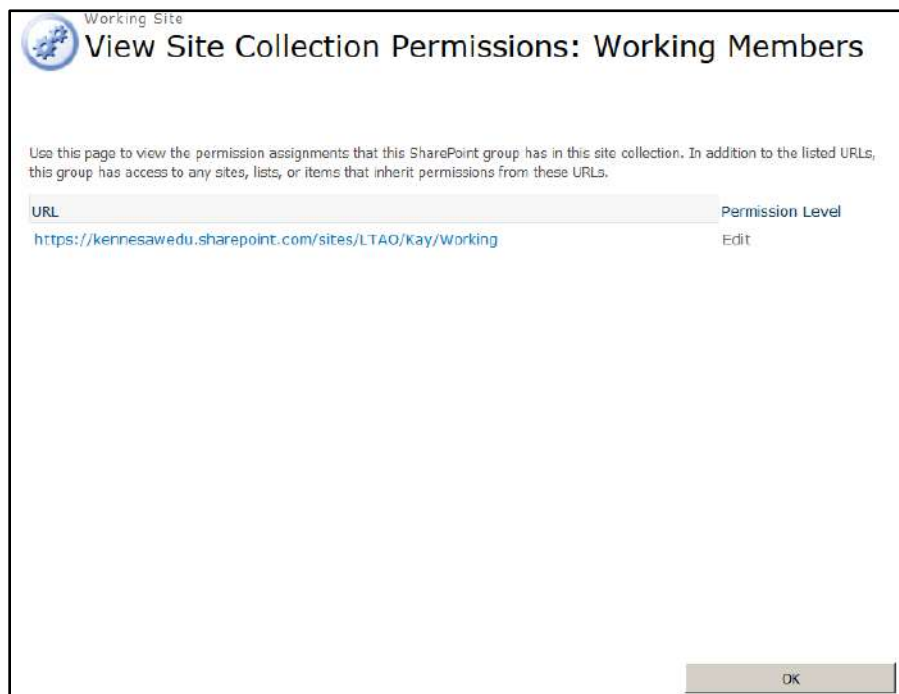 Working Site
View Site Collection Permissions: Working Members
Use this page to view the permission assignments that this SharePoint group has in this site collection. In addition to the listed URLs,
this group has access to any sites, lists, or items that inherit permissions from these URLs.
URL Permission Level
https://kennesawedu.sharepoint.com/sites/LTAO/Kay/Working Edit
OK